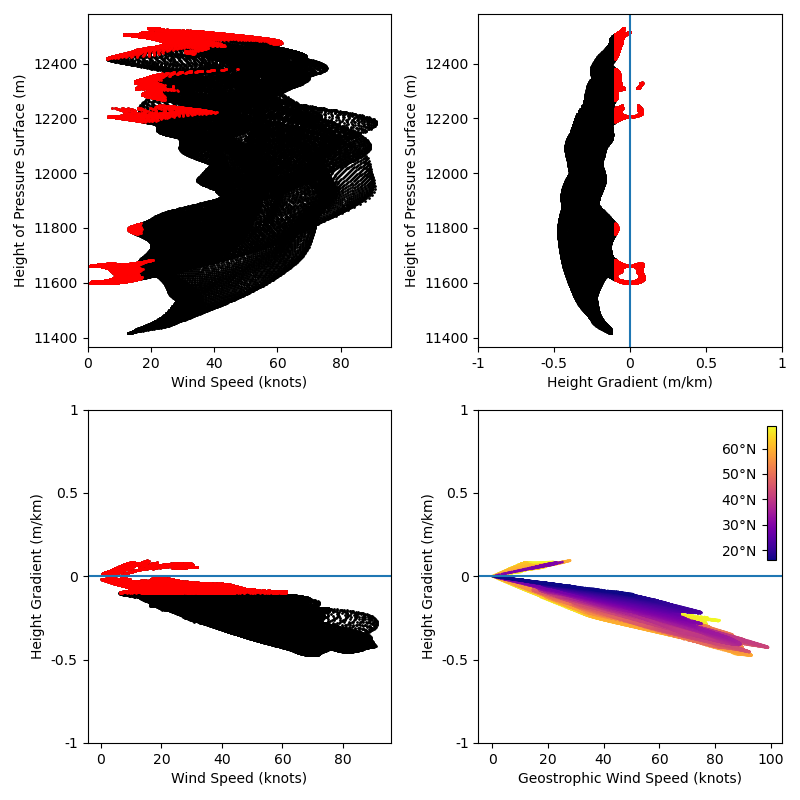 12400
12200
12000
11800
11600
11400
Height of Pressure Surface (m)
0 20 40 60 80
Wind Speed (knots)
12400
12200
12000
11800
11600
11400
Height of Pressure Surface (m)
-1 -0.5 0 0.5 1
Height Gradient (m/km)
1
0.5
0
-0.5
-1
Height Gradient (m/km)
0 20 40 60 80
Wind Speed (knots)
1
0.5
0
-0.5
-1
Height Gradient (m/km)
60°N
50°N
40°N
30°N
20°N
0 20 40 60 80 100
Geostrophic Wind Speed (knots)